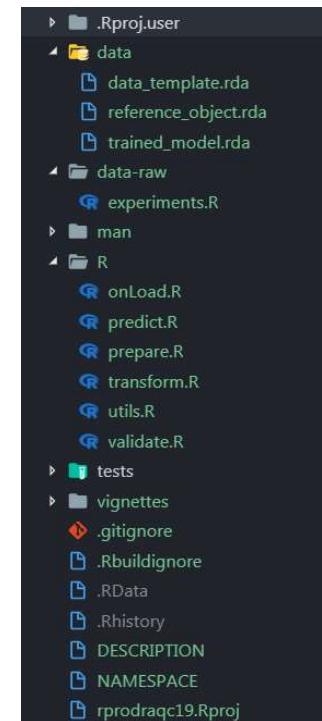 .Rproj.user
data
data_template.rda
reference_object.rda
trained_model.rda
data-raw
experiments.R
man
R
onLoad.R
predict.R
prepare.R
transform.R
utils.R
validate.R
tests
vignettes
.gitignore
.Rbuildignore
.RData
.Rhistory
DESCRIPTION
NAMESPACE
rprodraqc19.Rproj